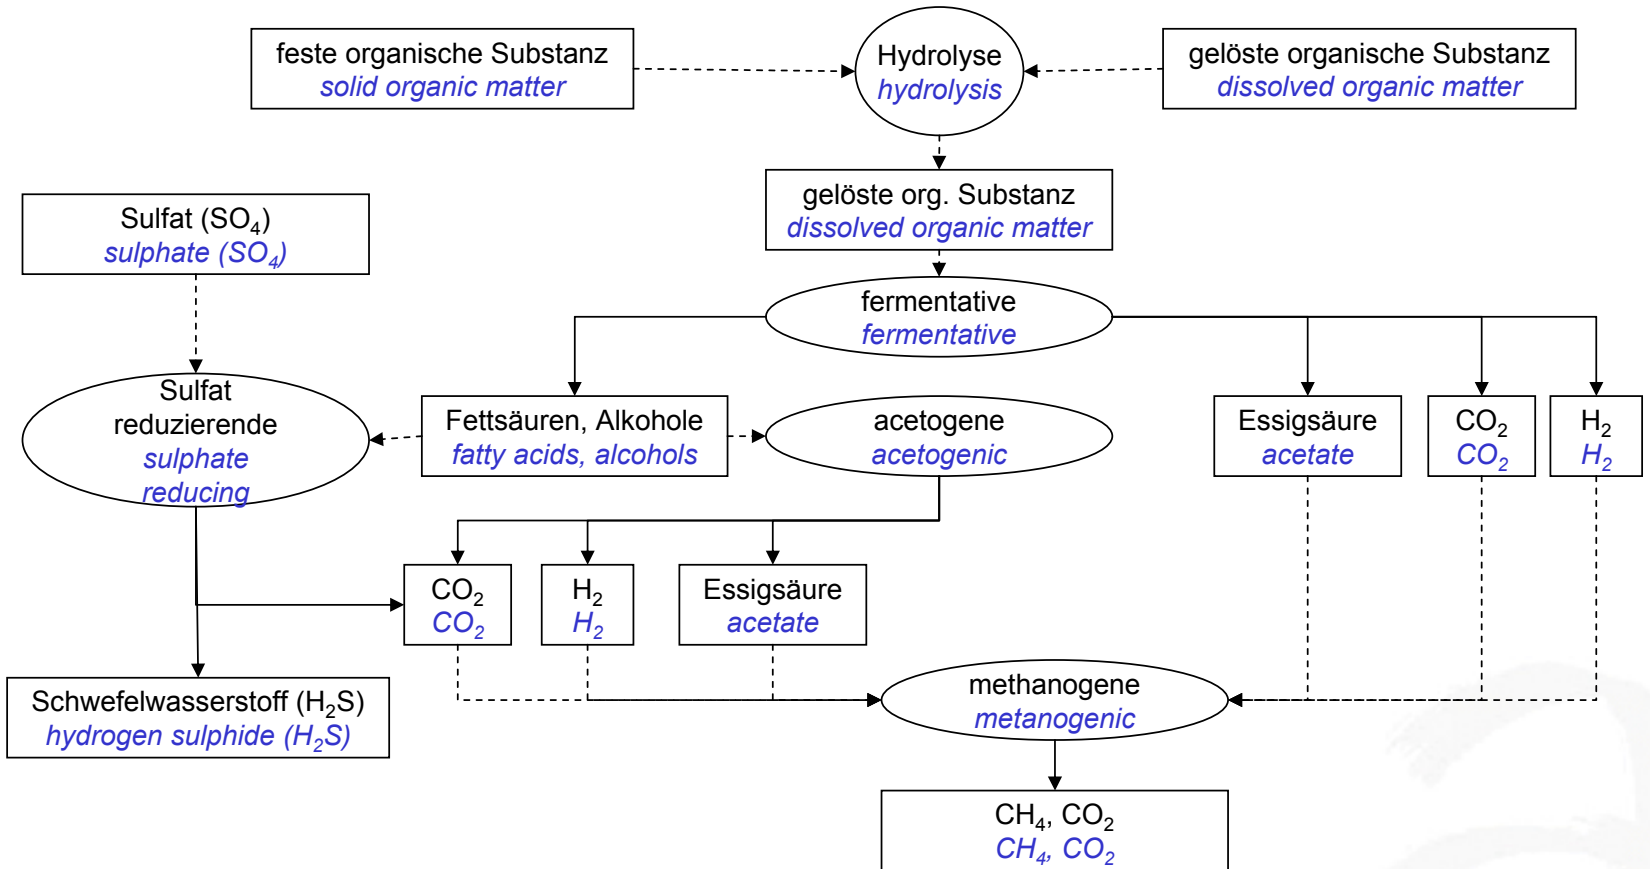 feste organische Substanz
solid organic matter
Hydrolyse
hydrolysis
gelöste organische Substanz
dissolved organic matter
gelöste org. Substanz
dissolved organic matter
Sulfat (SO₄)
sulphate (SO₄)
fermentative
fermentative
Sulfat
reduzierende
sulphate
reducing
Fettsäuren, Alkohole
fatty acids, alcohols
acetogene
acetogenic
Essigsäure
acetate
CO₂
CO₂
H₂
H₂
CO₂
CO₂
H₂
H₂
Essigsäure
acetate
Schwefelwasserstoff (H₂S)
hydrogen sulphide (H₂S)
methanogene
metanogenic
CH₄, CO₂
CH₄, CO₂